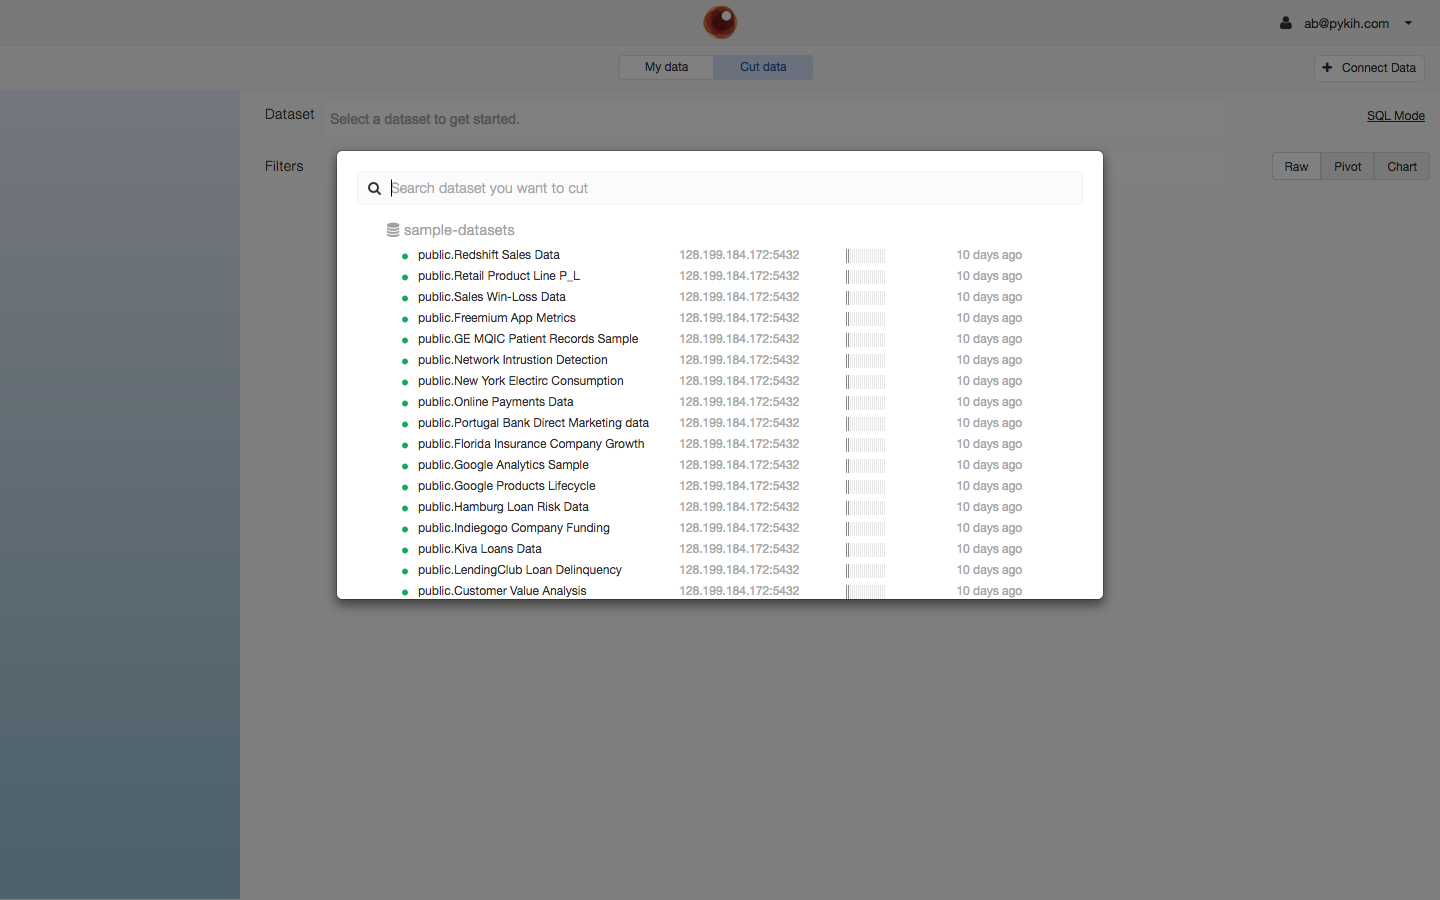 ab@pykih.com
My data Cut data
+ Connect Data
Dataset Select a dataset to get started. SQL Mode
Filters Raw Pivot Chart
Search dataset you want to cut
sample-datasets
public.Redshift Sales Data 128.199.184.172:5432 10 days ago
public.Retail Product Line P_L 128.199.184.172:5432 10 days ago
public.Sales Win-Loss Data 128.199.184.172:5432 10 days ago
public.Freemium App Metrics 128.199.184.172:5432 10 days ago
public.GE MQIC Patient Records Sample 128.199.184.172:5432 10 days ago
public.Network Intrustion Detection 128.199.184.172:5432 10 days ago
public.New York Electirc Consumption 128.199.184.172:5432 10 days ago
public.Online Payments Data 128.199.184.172:5432 10 days ago
public.Portugal Bank Direct Marketing data 128.199.184.172:5432 10 days ago
public.Florida Insurance Company Growth 128.199.184.172:5432 10 days ago
public.Google Analytics Sample 128.199.184.172:5432 10 days ago
public.Google Products Lifecycle 128.199.184.172:5432 10 days ago
public.Hamburg Loan Risk Data 128.199.184.172:5432 10 days ago
public.Indiegogo Company Funding 128.199.184.172:5432 10 days ago
public.Kiva Loans Data 128.199.184.172:5432 10 days ago
public.LendingClub Loan Delinquency 128.199.184.172:5432 10 days ago
public.Customer Value Analysis 128.199.184.172:5432 10 days ago